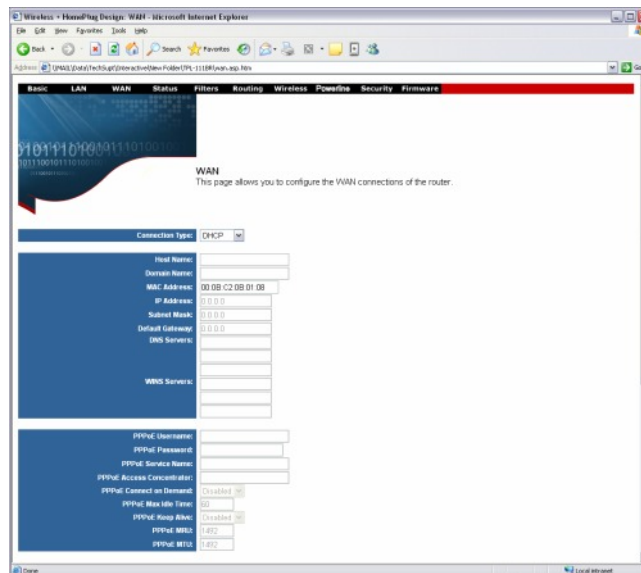 Wireless + HomePlug Design: WAN - Microsoft Internet Explorer
File Edit View Favorites Tools Help
Back Search Favorites
Address
Basic LAN WAN Status Filters Routing Wireless Powerline Security Firmware
WAN
This page allows you to configure the WAN connections of the router.
Connection Type: DHCP
Host Name:
Domain Name:
MAC Address: 00:0B:C2:0B:01:08
IP Address: 0.0.0.0
Subnet Mask: 0.0.0.0
Default Gateway: 0.0.0.0
DNS Servers:
WINS Servers:
PPPoE Username:
PPPoE Password:
PPPoE Service Name:
PPPoE Access Concentrator:
PPPoE Connect on Demand: Disabled
PPPoE Max Idle Time: 60
PPPoE Keep Alive: Disabled
PPPoE MRU: 1492
PPPoE MTU: 1492
Done Local intranet